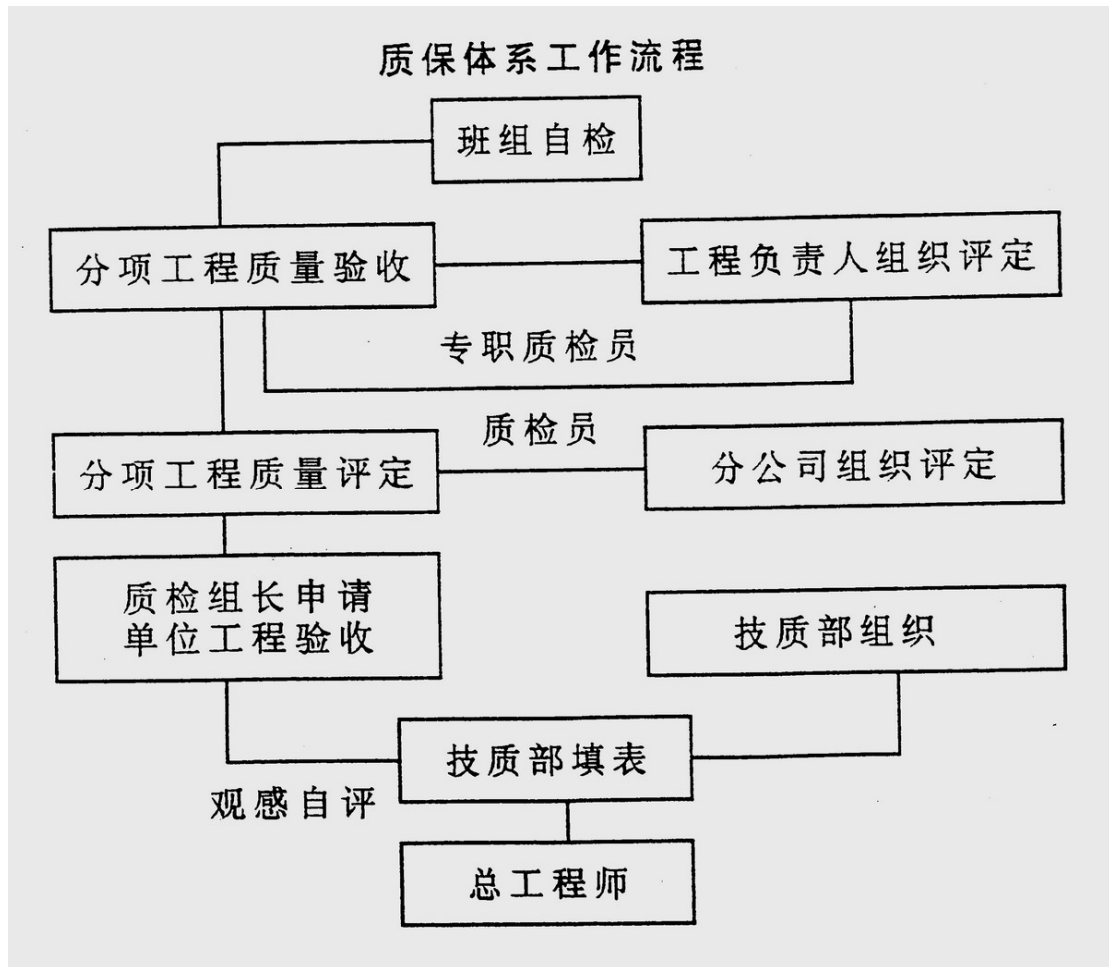 质保体系工作流程
班组自检
分项工程质量验收
工程负责人组织评定
专职质检员
质检员
分项工程质量评定
分公司组织评定
质检组长申请
单位工程验收
技质部组织
技质部填表
观感自评
总工程师